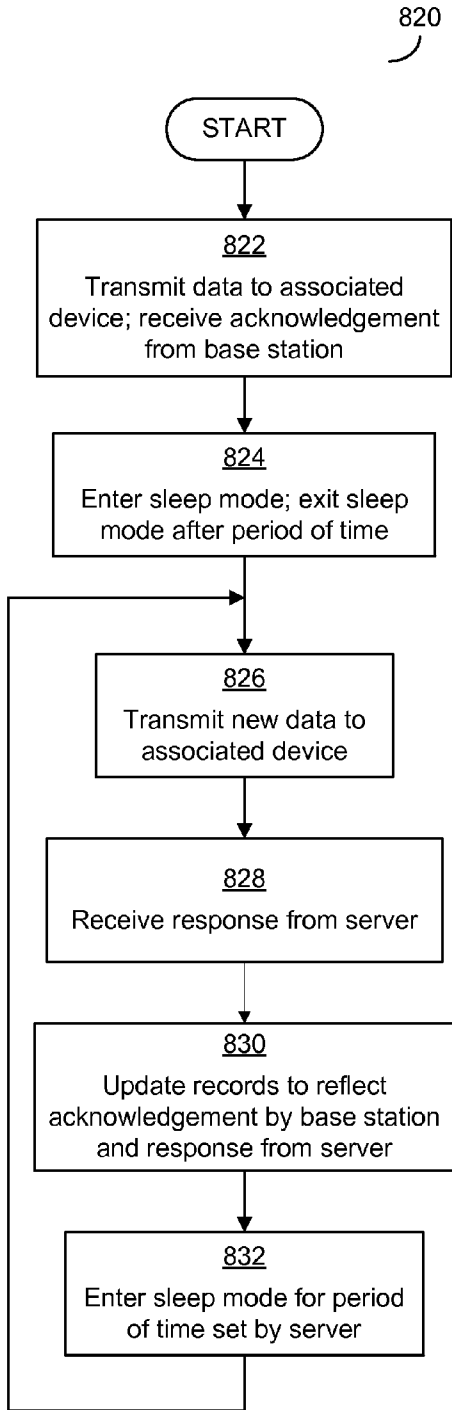 820
START
822
Transmit data to associated
device; receive acknowledgement
from base station
824
Enter sleep mode; exit sleep
mode after period of time
826
Transmit new data to
associated device
828
Receive response from server
830
Update records to reflect
acknowledgement by base station
and response from server
832
Enter sleep mode for period
of time set by server